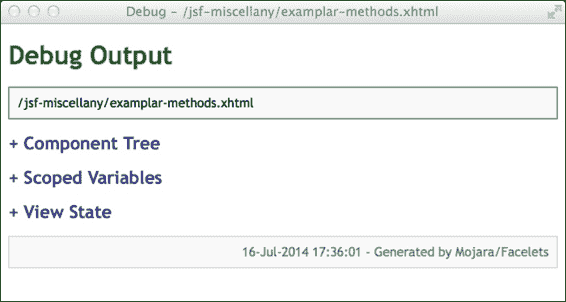 Debug – /jsf-miscellany/examplar-methods.xhtml
Debug Output
/jsf-miscellany/examplar-methods.xhtml
+ Component Tree
+ Scoped Variables
+ View State
16-Jul-2014 17:36:01 - Generated by Mojara/Facelets